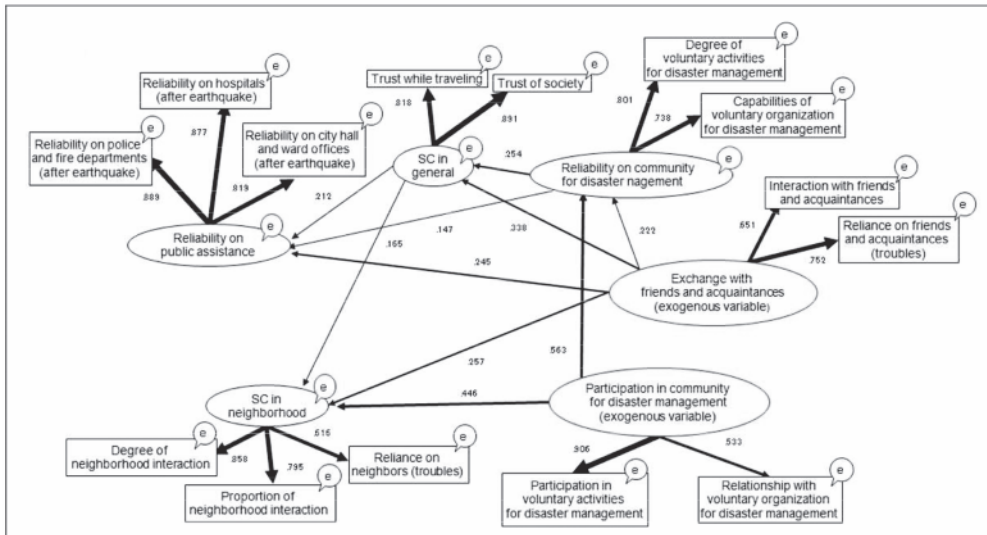 e
Degree of
voluntary activities
for disaster management
e
Reliability on hospitals
(after earthquake)
e
Trust while traveling
e
Trust of society
e
Capabilities of
voluntary organization
for disaster management
e
Reliability on police
and fire departments
(after earthquake)
e
Reliability on city hall
and ward offices
(after earthquake)
.877
.889
.819
.818
.891
.801
.738
e
SC in
general
.254
e
Reliability on community
for disaster nagement
e
Interaction with friends
and acquaintances
e
Reliance on friends
and acquaintances
(troubles)
.551
.752
.212
e
Reliability on
public assistance
.165
.147
.338
.222
.245
Exchange with
friends and acquaintances
(exogenous variable)
.257
.563
e
SC in
neighborhood
.446
Participation in community
for disaster management
(exogenous variable)
.858
.795
.516
e
Degree of
neighborhood interaction
e
Proportion of
neighborhood interaction
e
Reliance on
neighbors (troubles)
.906
.533
e
Participation in
voluntary activities
for disaster management
e
Relationship with
voluntary organization
for disaster management